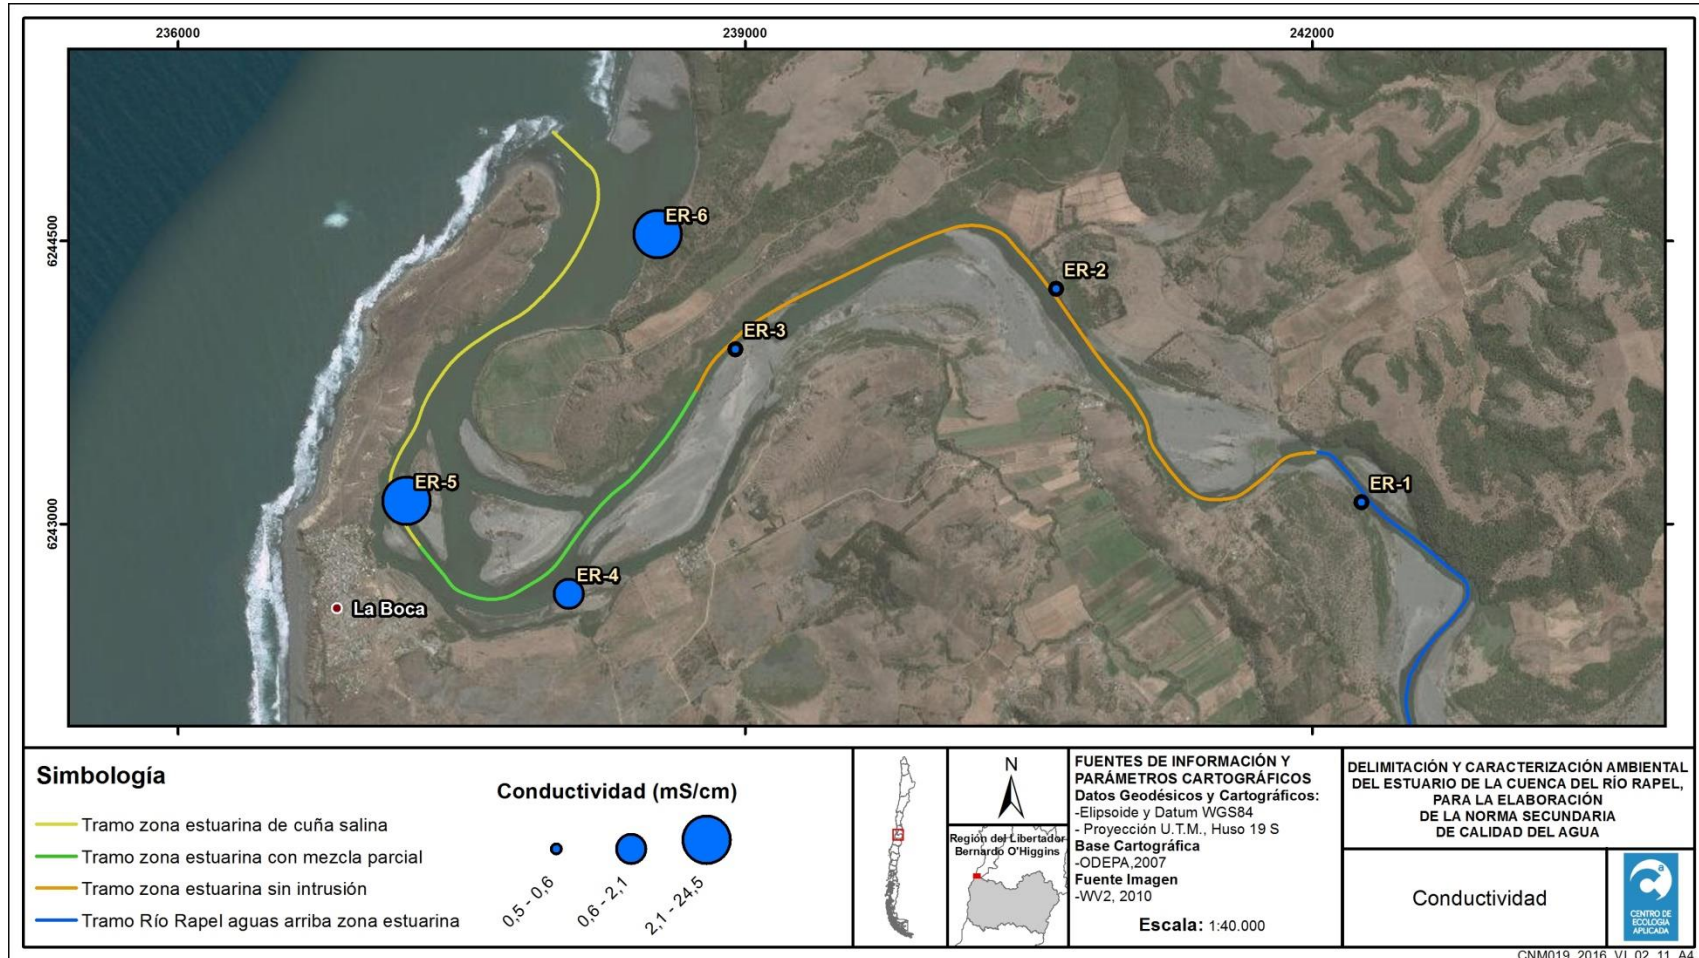 236000
239000
242000
6244500
6243000
ER-6
ER-2
ER-3
ER-5
ER-1
ER-4
La Boca
Simbología
Tramo zona estuarina de cuña salina
Tramo zona estuarina con mezcla parcial
Tramo zona estuarina sin intrusión
Tramo Río Rapel aguas arriba zona estuarina
Conductividad (mS/cm)
0,5 - 0,6
0,6 - 2,1
2,1 - 24,5
N
Región del Libertador
Bernardo O'Higgins
FUENTES DE INFORMACIÓN Y
PARÁMETROS CARTOGRÁFICOS
Datos Geodésicos y Cartográficos:
-Elipsoide y Datum WGS84
- Proyección U.T.M., Huso 19 S
Base Cartográfica
-ODEPA,2007
Fuente Imagen
-WV2, 2010
Escala: 1:40.000
DELIMITACIÓN Y CARACTERIZACIÓN AMBIENTAL
DEL ESTUARIO DE LA CUENCA DEL RÍO RAPEL,
PARA LA ELABORACIÓN
DE LA NORMA SECUNDARIA
DE CALIDAD DEL AGUA
Conductividad
a
CENTRO DE
ECOLOGIA
APLICADA
CNM019_2016_VI_02_11_A4